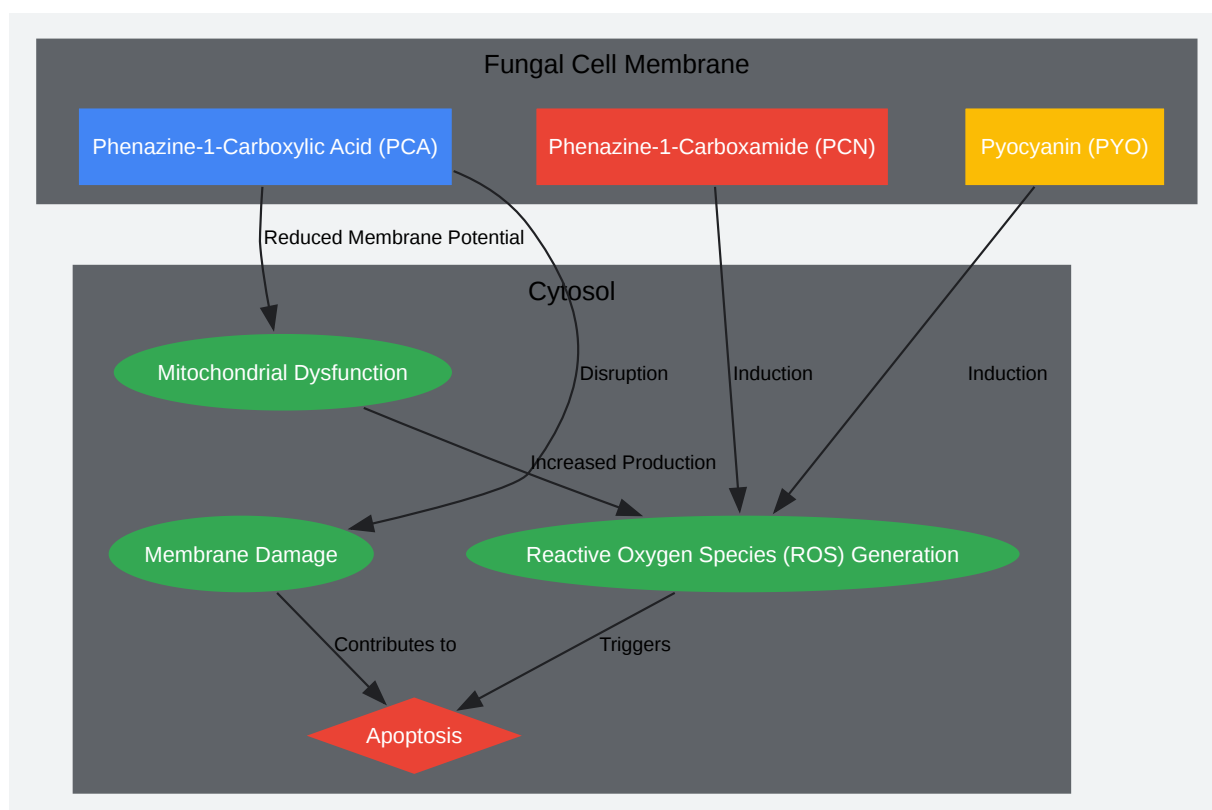 Fungal Cell Membrane
Phenazine-1-Carboxylic Acid (PCA)
Phenazine-1-Carboxamide (PCN)
Pyocyanin (PYO)
Reduced Membrane Potential
Cytosol
Mitochondrial Dysfunction
Disruption
Induction
Induction
Increased Production
Membrane Damage
Reactive Oxygen Species (ROS) Generation
Contributes to
Triggers
Apoptosis